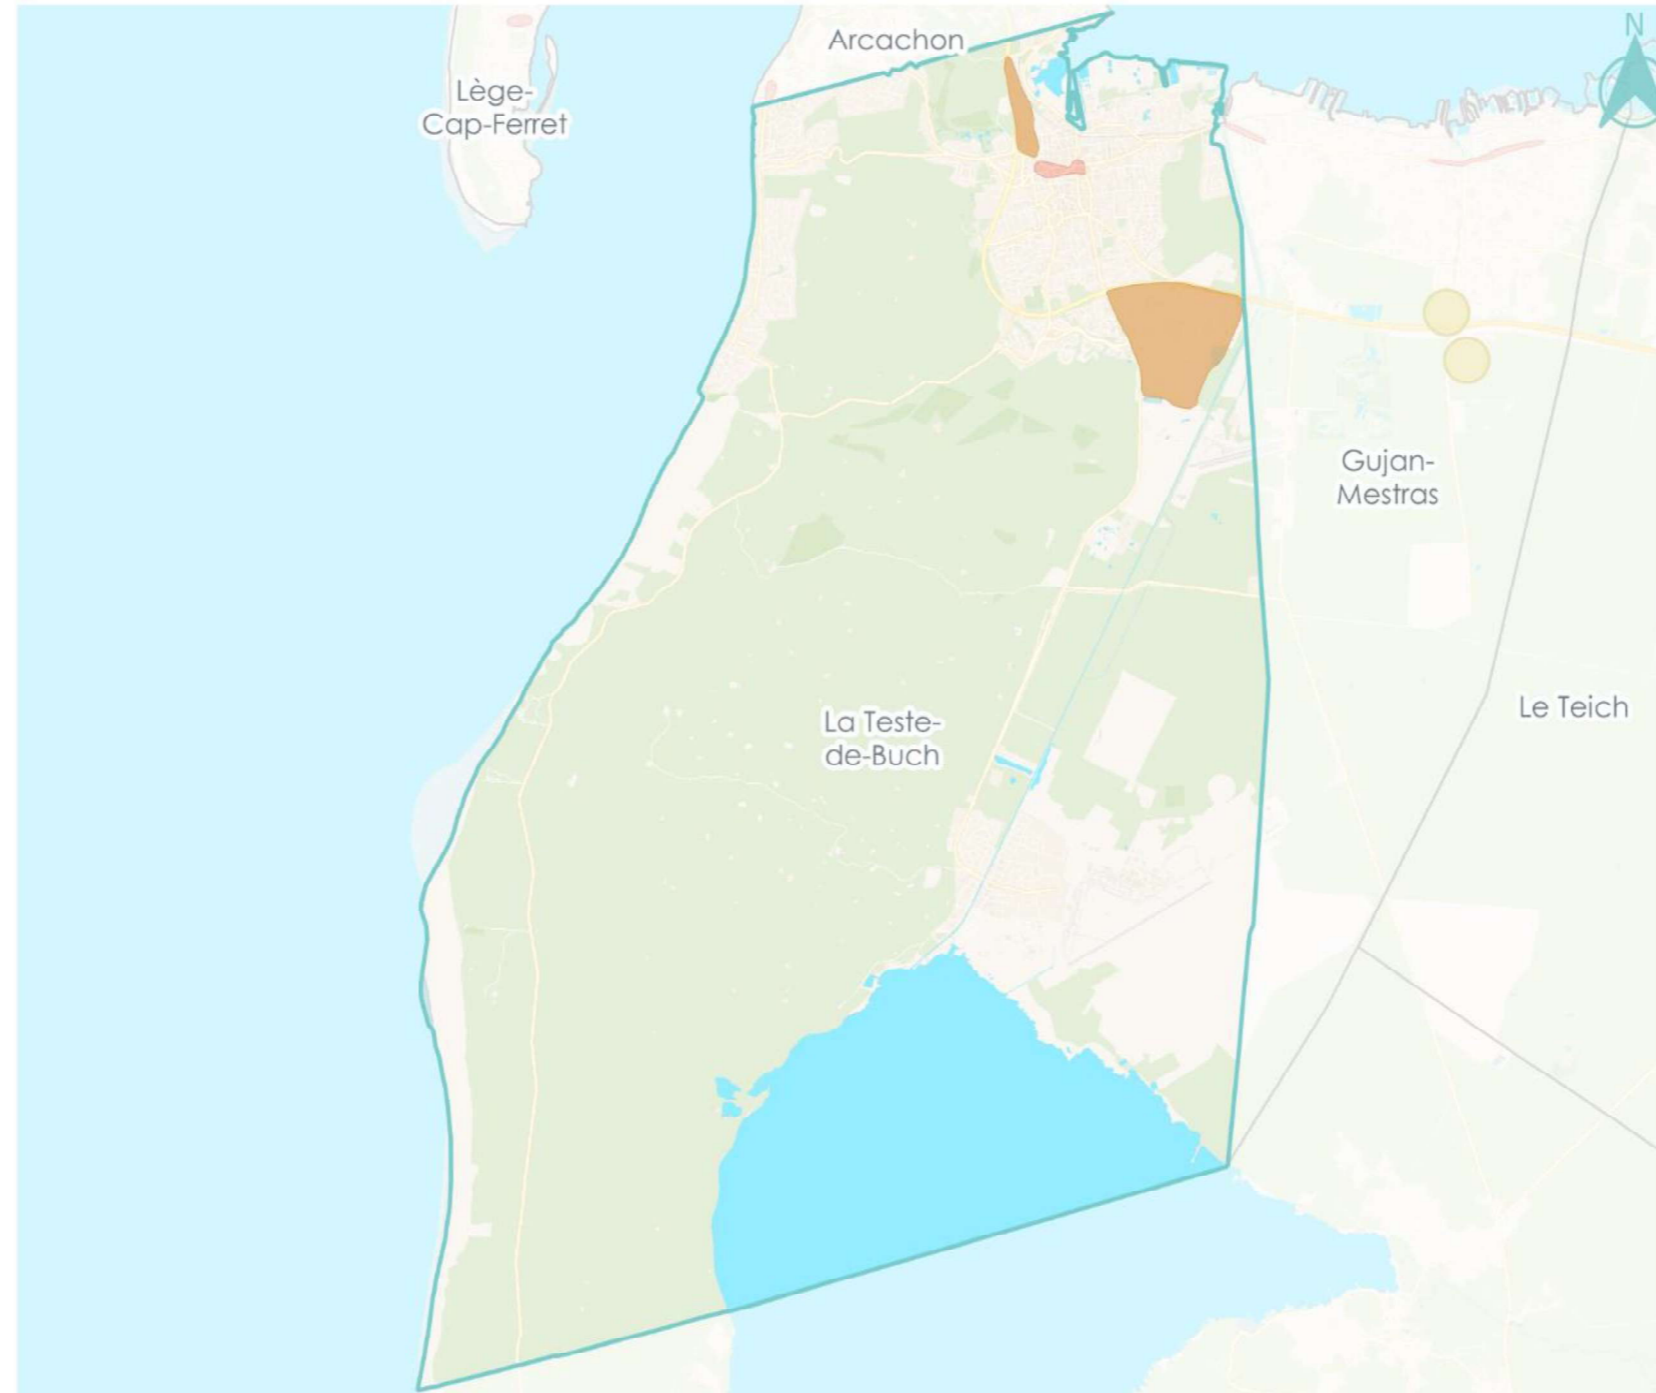 N
Arcachon
Lège-
Cap-Ferret
Gujan-
Mestras
Le Teich
La Teste-
de-Buch